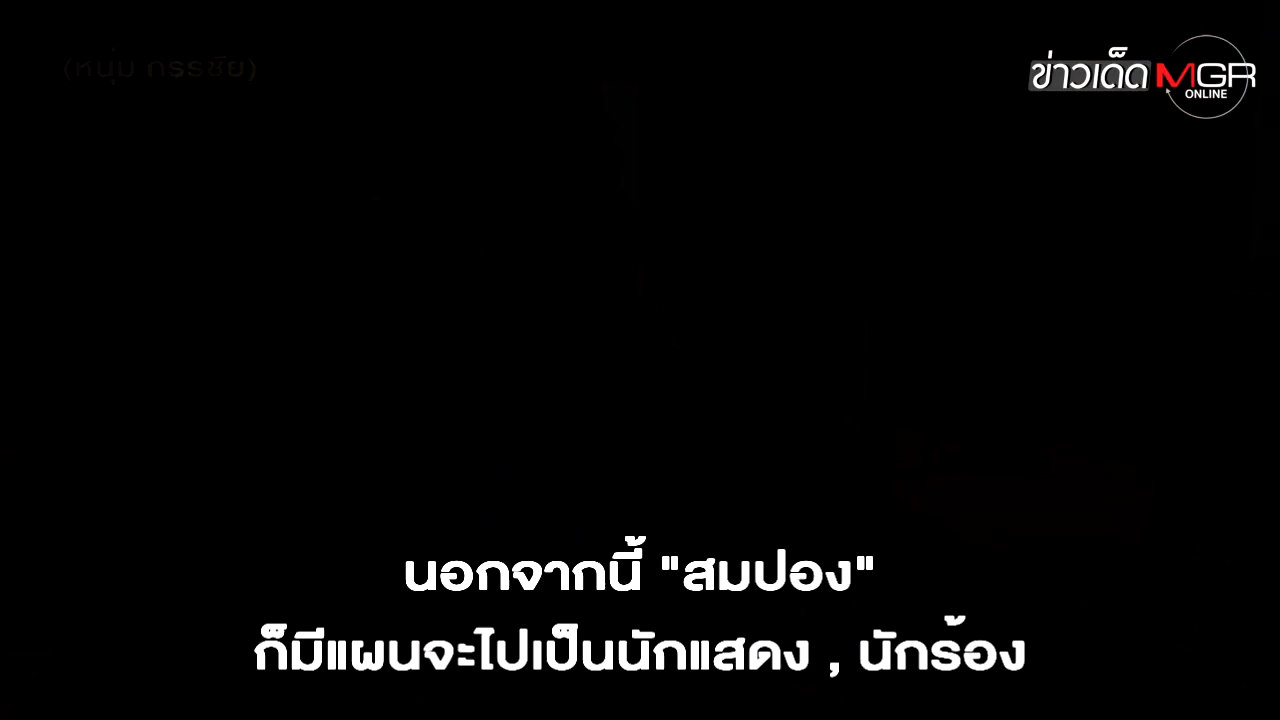 (หนุ่ม กรรชัย)
ข่าวเด็ด MGR
ONLINE
นอกจากนี้ "สมปอง"
ก็มีแผนจะไปเป็นนักแสดง , นักร้อง